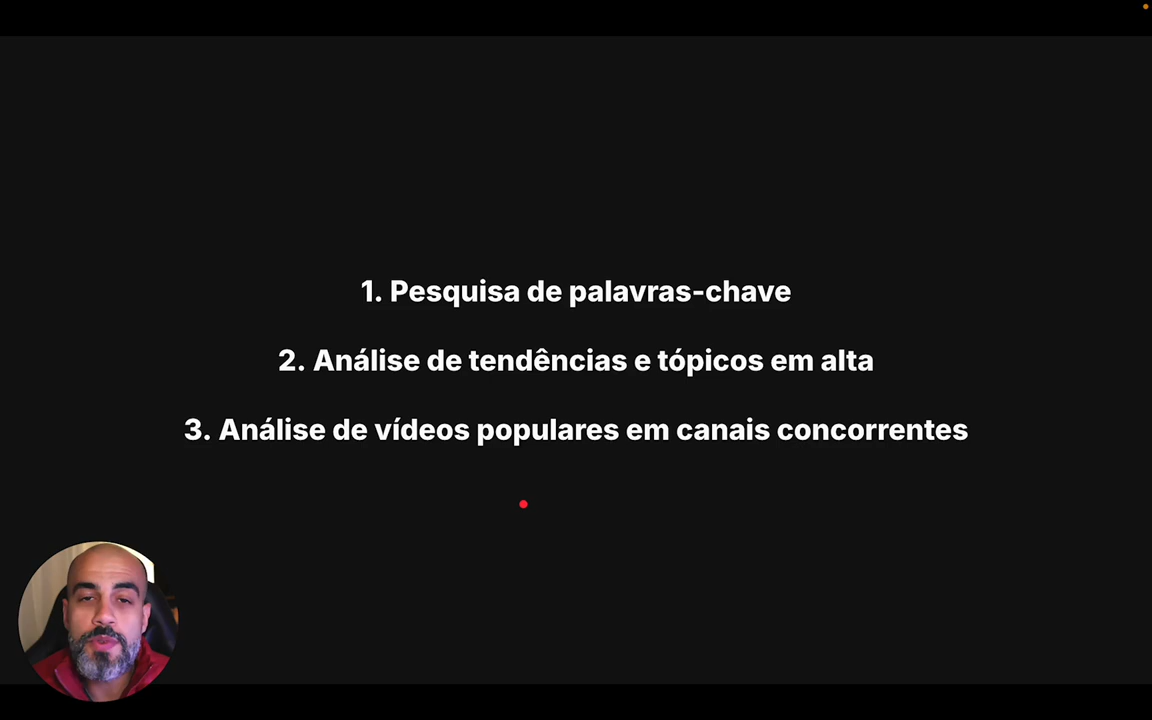 1. Pesquisa de palavras-chave
2. Análise de tendências e tópicos em alta
3. Análise de vídeos populares em canais concorrentes